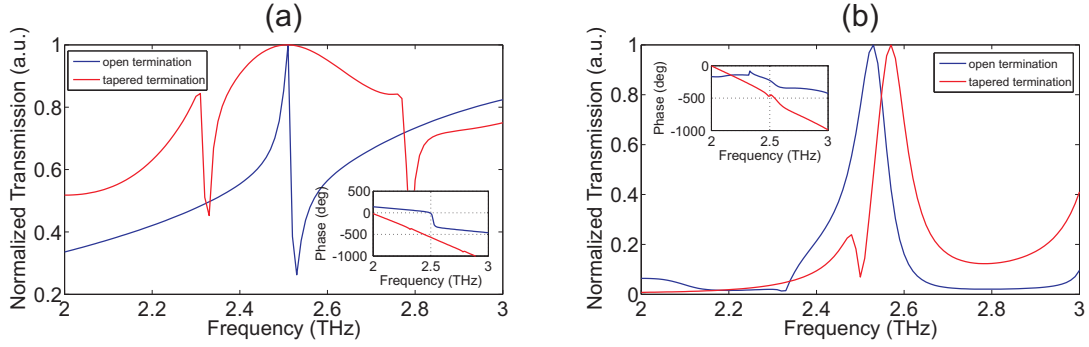 (a)
Normalized Transmission (a.u.)
1
0.8
0.6
0.4
0.2
open termination
tapered termination
Phase (deg)
500
0
-500
-1000
2
2.5
3
Frequency (THz)
2
2.2
2.4
2.6
2.8
3
Frequency (THz)
(b)
Normalized Transmission (a.u.)
1
0.8
0.6
0.4
0.2
0
Phase (deg)
0
-500
-1000
2
2.5
3
Frequency (THz)
open termination
tapered termination
2
2.2
2.4
2.6
2.8
3
Frequency (THz)